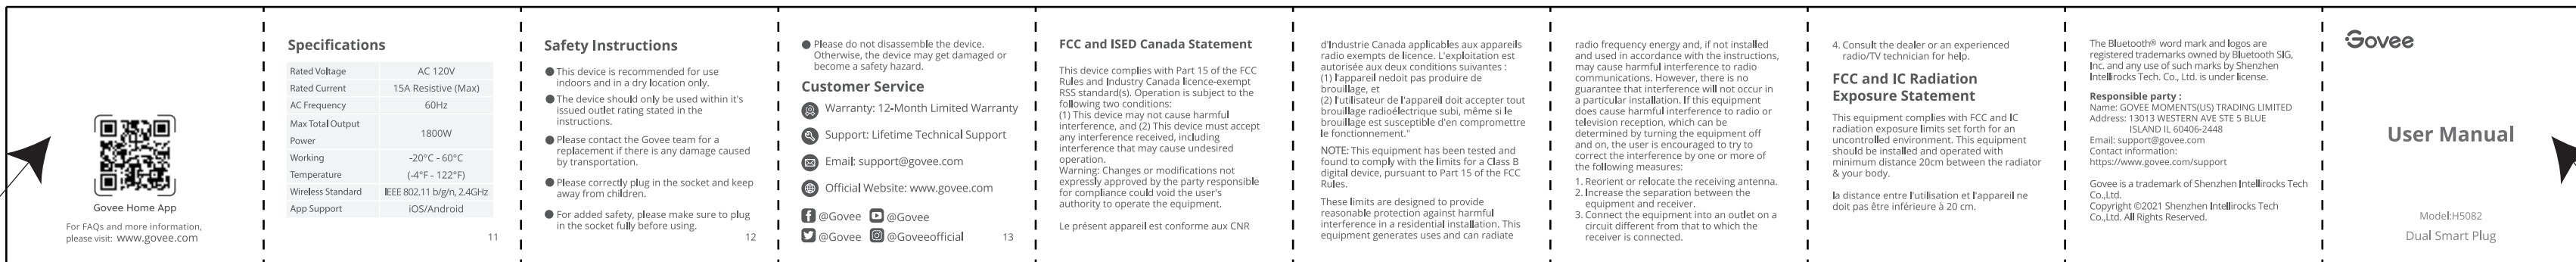 Govee Home App
For FAQs and more information,
please visit: www.govee.com
Specifications
Rated Voltage AC 120V
Rated Current 15A Resistive (Max)
AC Frequency 60Hz
Max Total Output
Power 1800W
Working -20°C - 60°C
Temperature (-4°F - 122°F)
Wireless Standard IEEE 802.11 b/g/n, 2.4GHz
App Support iOS/Android
11
Safety Instructions
● This device is recommended for use
indoors and in a dry location only.
● The device should only be used within it's
issued outlet rating stated in the
instructions.
● Please contact the Govee team for a
replacement if there is any damage caused
by transportation.
● Please correctly plug in the socket and keep
away from children.
● For added safety, please make sure to plug
in the socket fully before using.
12
● Please do not disassemble the device.
Otherwise, the device may get damaged or
become a safety hazard.
Customer Service
Warranty: 12-Month Limited Warranty
Support: Lifetime Technical Support
Email: support@govee.com
Official Website: www.govee.com
@Govee @Govee
@Govee @Goveeofficial
13
FCC and ISED Canada Statement
This device complies with Part 15 of the FCC
Rules and Industry Canada licence-exempt
RSS standard(s). Operation is subject to the
following two conditions:
(1) This device may not cause harmful
interference, and (2) This device must accept
any interference received, including
interference that may cause undesired
operation.
Warning: Changes or modifications not
expressly approved by the party responsible
for compliance could void the user's
authority to operate the equipment.
Le présent appareil est conforme aux CNR
d'Industrie Canada applicables aux appareils
radio exempts de licence. L'exploitation est
autorisée aux deux conditions suivantes :
(1) l'appareil nedoit pas produire de
brouillage, et
(2) l'utilisateur de l'appareil doit accepter tout
brouillage radioélectrique subi, même si le
brouillage est susceptible d'en compromettre
le fonctionnement."
NOTE: This equipment has been tested and
found to comply with the limits for a Class B
digital device, pursuant to Part 15 of the FCC
Rules.
These limits are designed to provide
reasonable protection against harmful
interference in a residential installation. This
equipment generates uses and can radiate
radio frequency energy and, if not installed
and used in accordance with the instructions,
may cause harmful interference to radio
communications. However, there is no
guarantee that interference will not occur in
a particular installation. If this equipment
does cause harmful interference to radio or
television reception, which can be
determined by turning the equipment off
and on, the user is encouraged to try to
correct the interference by one or more of
the following measures:
1. Reorient or relocate the receiving antenna.
2. Increase the separation between the
equipment and receiver.
3. Connect the equipment into an outlet on a
circuit different from that to which the
receiver is connected.
4. Consult the dealer or an experienced
radio/TV technician for help.
FCC and IC Radiation
Exposure Statement
This equipment complies with FCC and IC
radiation exposure limits set forth for an
uncontrolled environment. This equipment
should be installed and operated with
minimum distance 20cm between the radiator
& your body.
la distance entre l'utilisation et l'appareil ne
doit pas être inférieure à 20 cm.
The Bluetooth® word mark and logos are
registered trademarks owned by Bluetooth SIG,
Inc. and any use of such marks by Shenzhen
Intellirocks Tech. Co., Ltd. is under license.
Responsible party :
Name: GOVEE MOMENTS(US) TRADING LIMITED
Address: 13013 WESTERN AVE STE 5 BLUE
ISLAND IL 60406-2448
Email: support@govee.com
Contact information:
https://www.govee.com/support
Govee is a trademark of Shenzhen Intellirocks Tech
Co.,Ltd.
Copyright ©2021 Shenzhen Intellirocks Tech
Co.,Ltd. All Rights Reserved.
Govee
User Manual
Model:H5082
Dual Smart Plug